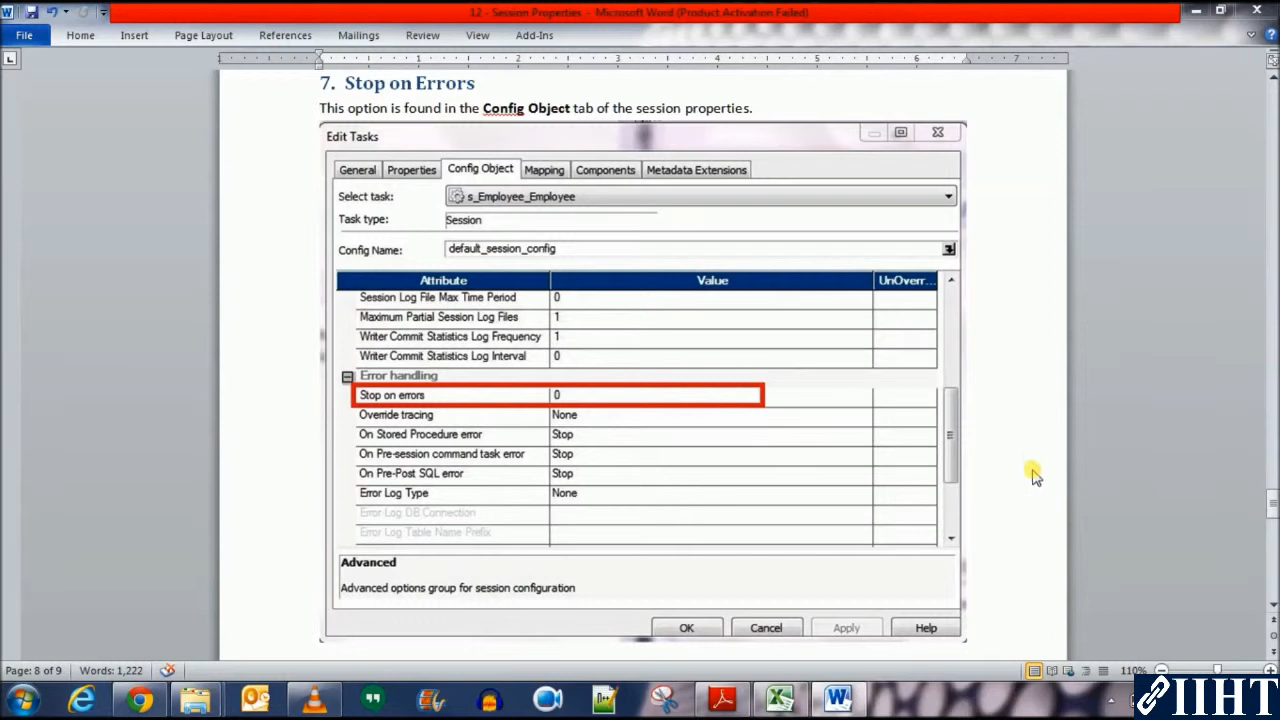 12 - Session Properties - Microsoft Word (Product Activation Failed)
File Home Insert Page Layout References Mailings Review View Add-Ins
1 2 3 4 5 6 7
7. Stop on Errors
This option is found in the Config Object tab of the session properties.
Edit Tasks
General Properties Config Object Mapping Components Metadata Extensions
Select task: s_Employee_Employee
Task type: Session
Config Name: default_session_config
Attribute Value UnOverr...
Session Log File Max Time Period 0
Maximum Partial Session Log Files 1
Writer Commit Statistics Log Frequency 1
Writer Commit Statistics Log Interval 0
Error handling
Stop on errors 0
Override tracing None
On Stored Procedure error Stop
On Pre-session command task error Stop
On Pre-Post SQL error Stop
Error Log Type None
Error Log DB Connection
Error Log Table Name Prefix
Advanced
Advanced options group for session configuration
OK Cancel Apply Help
Page: 8 of 9 Words: 1,222 110%
IIHT